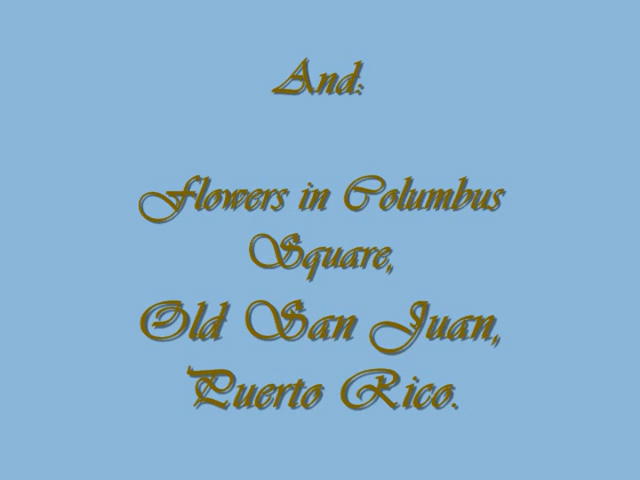 And:
Flowers in Columbus
Square,
Old San Juan,
Puerto Rico.